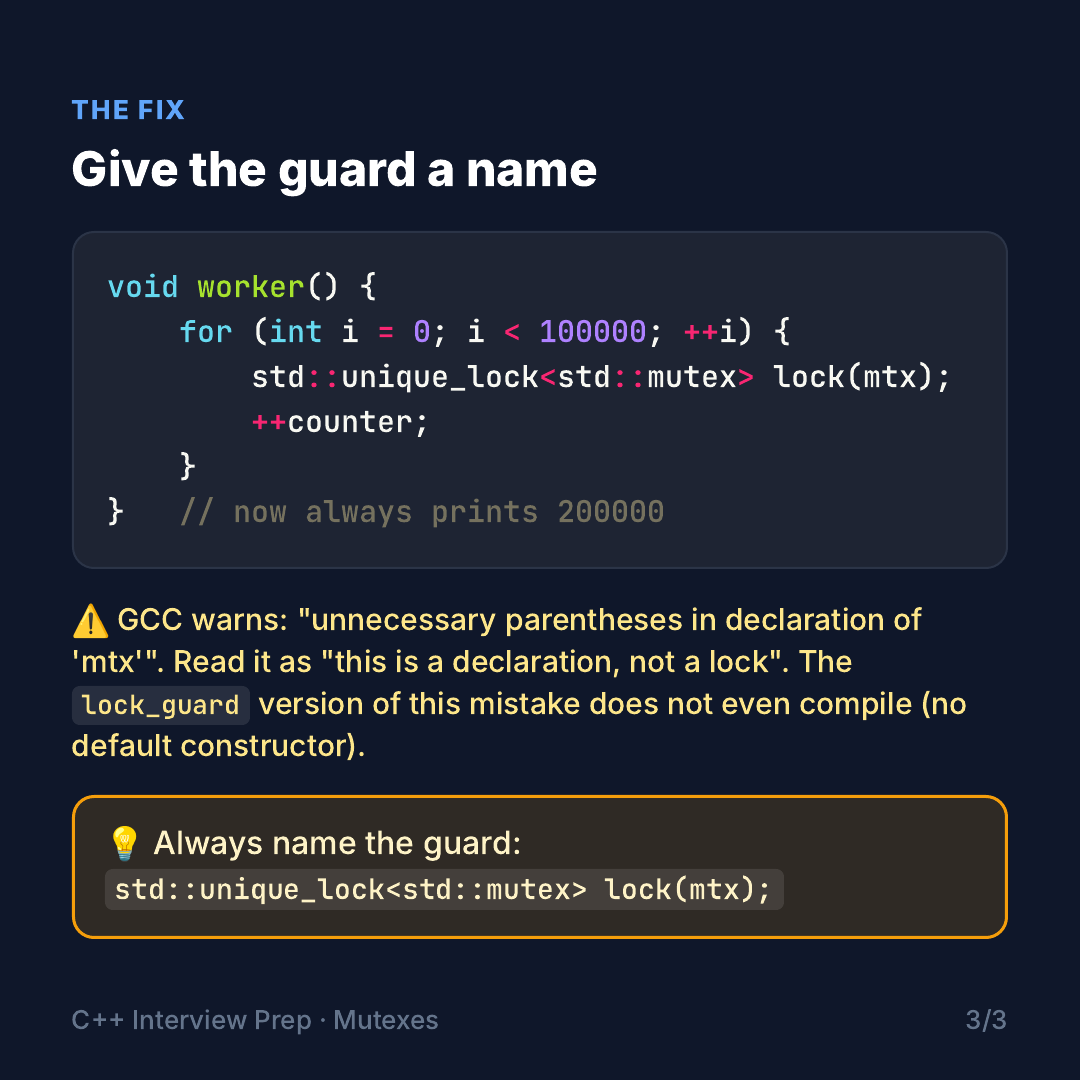 THE FIX
Give the guard a name
void worker() {
    for (int i = 0; i < 100000; ++i) {
        std::unique_lock<std::mutex> lock(mtx);
        ++counter;
    }
}   // now always prints 200000
⚠️ GCC warns: "unnecessary parentheses in declaration of
'mtx'". Read it as "this is a declaration, not a lock". The
lock_guard version of this mistake does not even compile (no
default constructor).
💡 Always name the guard:
std::unique_lock<std::mutex> lock(mtx);
C++ Interview Prep · Mutexes
3/3